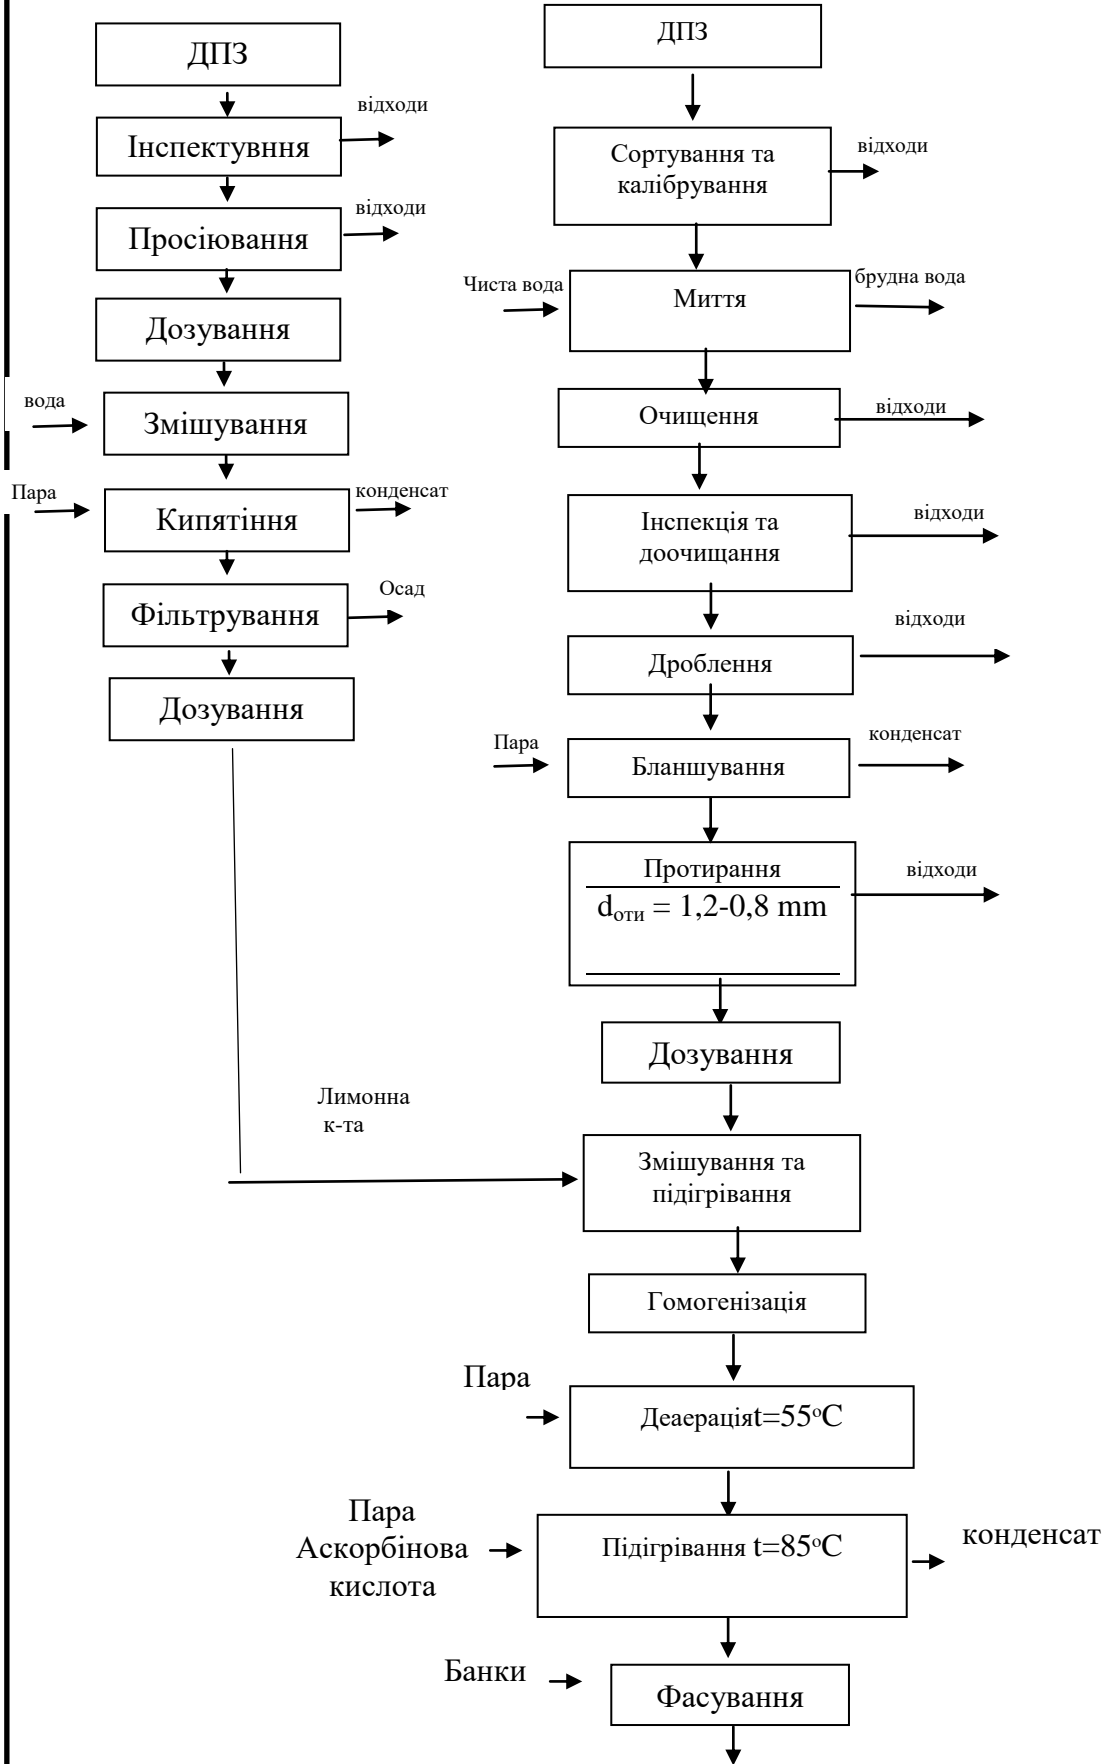 ДПЗ
відходи
Інспектувння
відходи
Просіювання
Дозування
вода
Змішування
Пара
конденсат
Кипятіння
Осад
Фільтрування
Дозування
Лимонна
к-та
ДПЗ
Сортування та
калібрування
відходи
Чиста вода
брудна вода
Миття
Очищення
відходи
Інспекція та
доочищання
відходи
відходи
Дроблення
Пара
конденсат
Бланшування
Протирання
відходи
dоти = 1,2-0,8 mm
Дозування
Змішування та
підігрівання
Гомогенізація
Пара
Деаераціяt=55°C
Пара
Аскорбінова
кислота
Підігрівання t=85°C
конденсат
Банки
Фасування